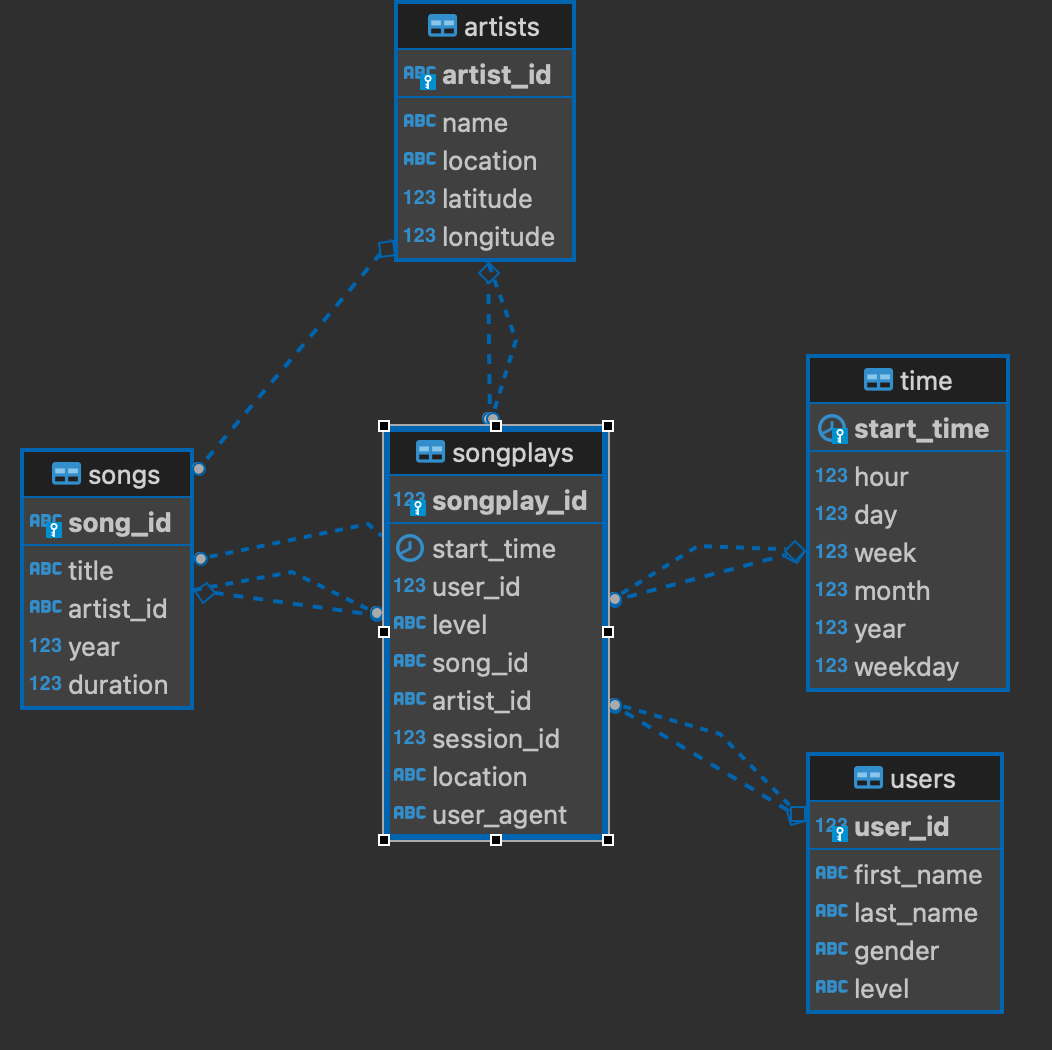 artists
ABC artist_id
ABC name
ABC location
123 latitude
123 longitude
songs
ABC song_id
ABC title
ABC artist_id
123 year
123 duration
songplays
123 songplay_id
start_time
123 user_id
ABC level
ABC song_id
ABC artist_id
123 session_id
ABC location
ABC user_agent
time
start_time
123 hour
123 day
123 week
123 month
123 year
123 weekday
users
123 user_id
ABC first_name
ABC last_name
ABC gender
ABC level